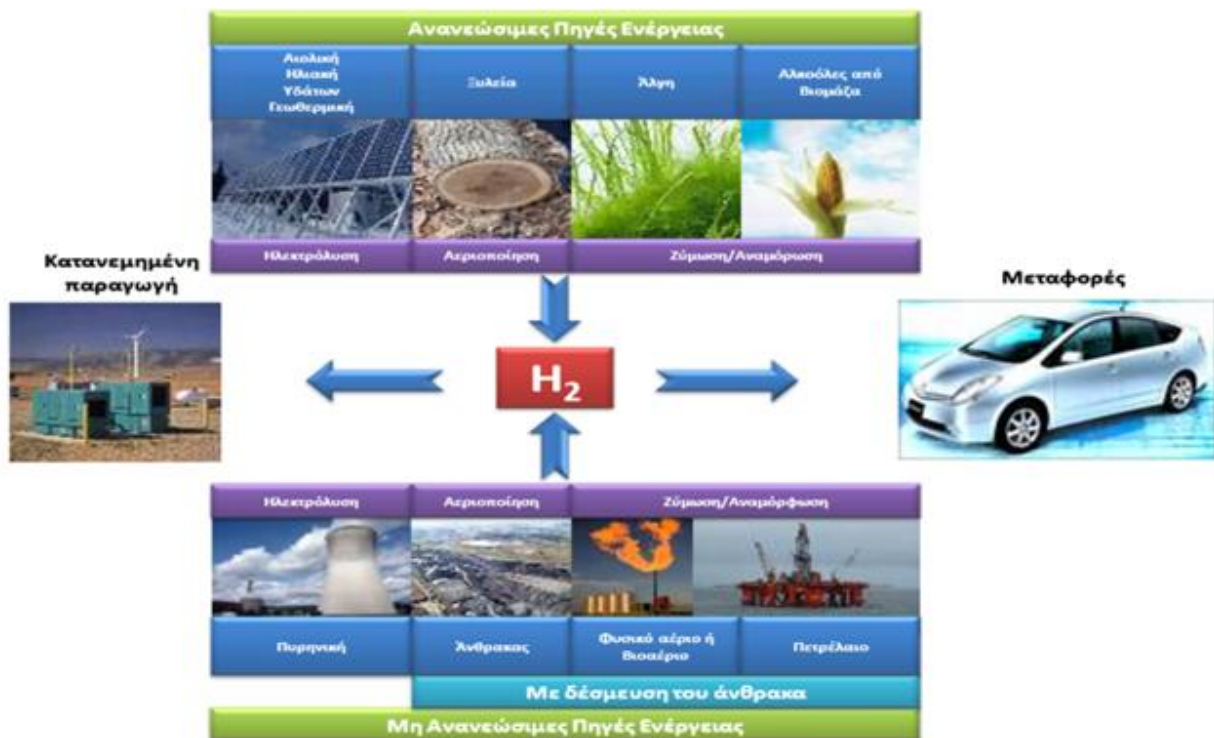 Ανανεώσιμες Πηγές Ενέργειας
Αιολική
Ηλιακή
Υδάτων
Γεωθερμική
Ξυλεία
Άλγη
Αλκοόλες από
Βιομάζα
Ηλεκτρόλυση
Αεριοποίηση
Ζύμωση/Αναμόρωση
Κατανεμημένη
παραγωγή
Μεταφορές
H₂
Ηλεκτρόλυση
Αεριοποίηση
Ζύμωση/Αναμόρφωση
Πυρηνική
Άνθρακας
Φυσικό αέριο ή
Βιοαέριο
Πετρέλαιο
Με δέσμευση του άνθρακα
Μη Ανανεώσιμες Πηγές Ενέργειας